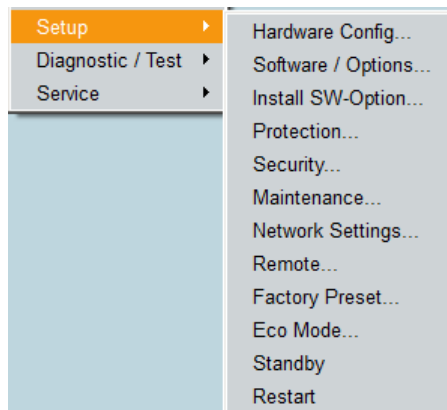 Setup
Diagnostic / Test
Service
Hardware Config...
Software / Options...
Install SW-Option...
Protection...
Security...
Maintenance...
Network Settings...
Remote...
Factory Preset...
Eco Mode...
Standby
Restart